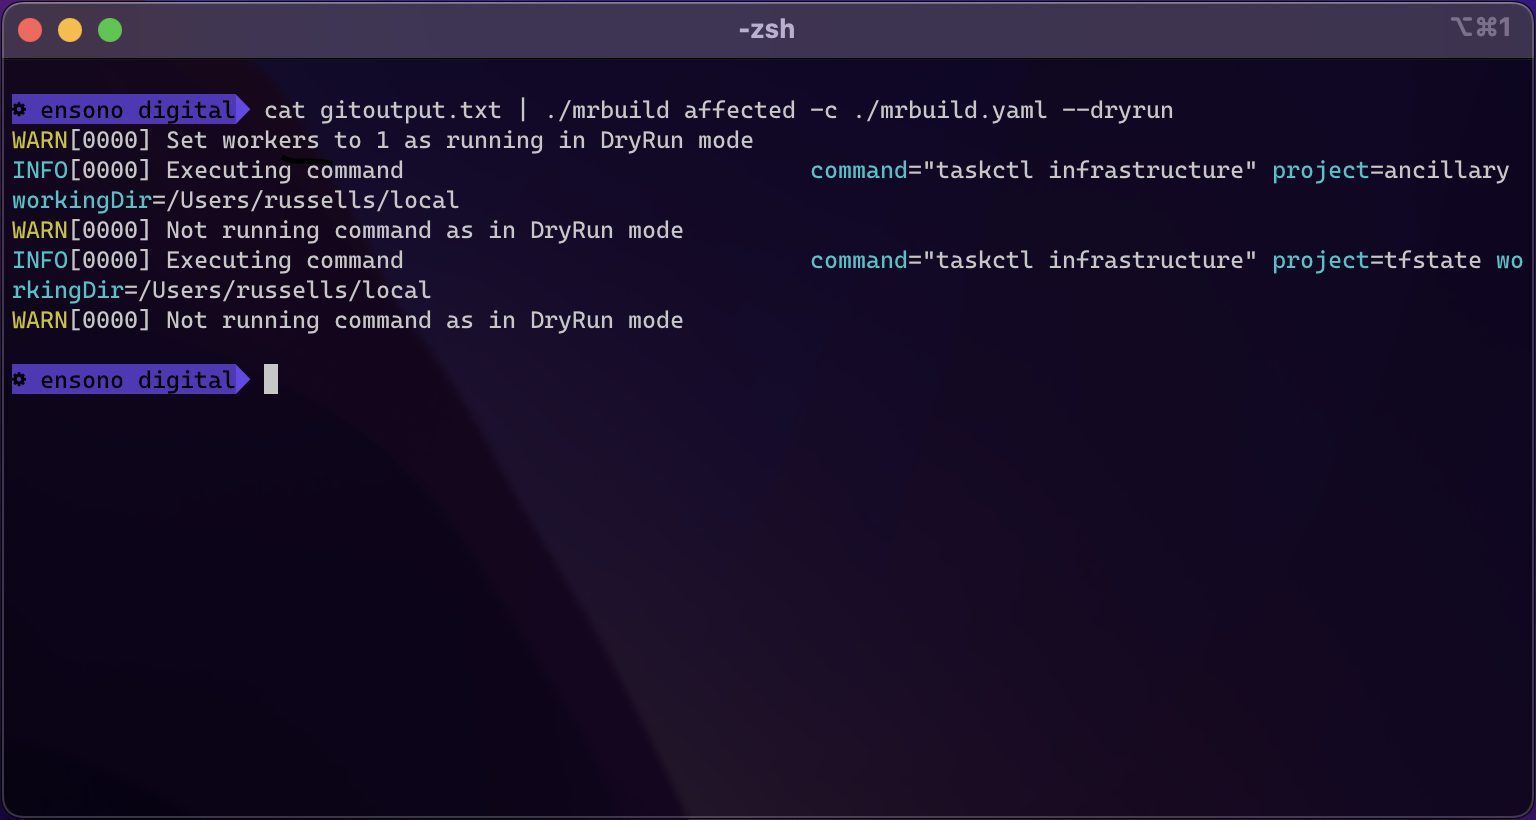 -zsh
⌥⌘1
ensono digital cat gitoutput.txt | ./mrbuild affected -c ./mrbuild.yaml --dryrun
WARN[0000] Set workers to 1 as running in DryRun mode
INFO[0000] Executing command command="taskctl infrastructure" project=ancillary
workingDir=/Users/russells/local
WARN[0000] Not running command as in DryRun mode
INFO[0000] Executing command command="taskctl infrastructure" project=tfstate wo
rkingDir=/Users/russells/local
WARN[0000] Not running command as in DryRun mode
ensono digital